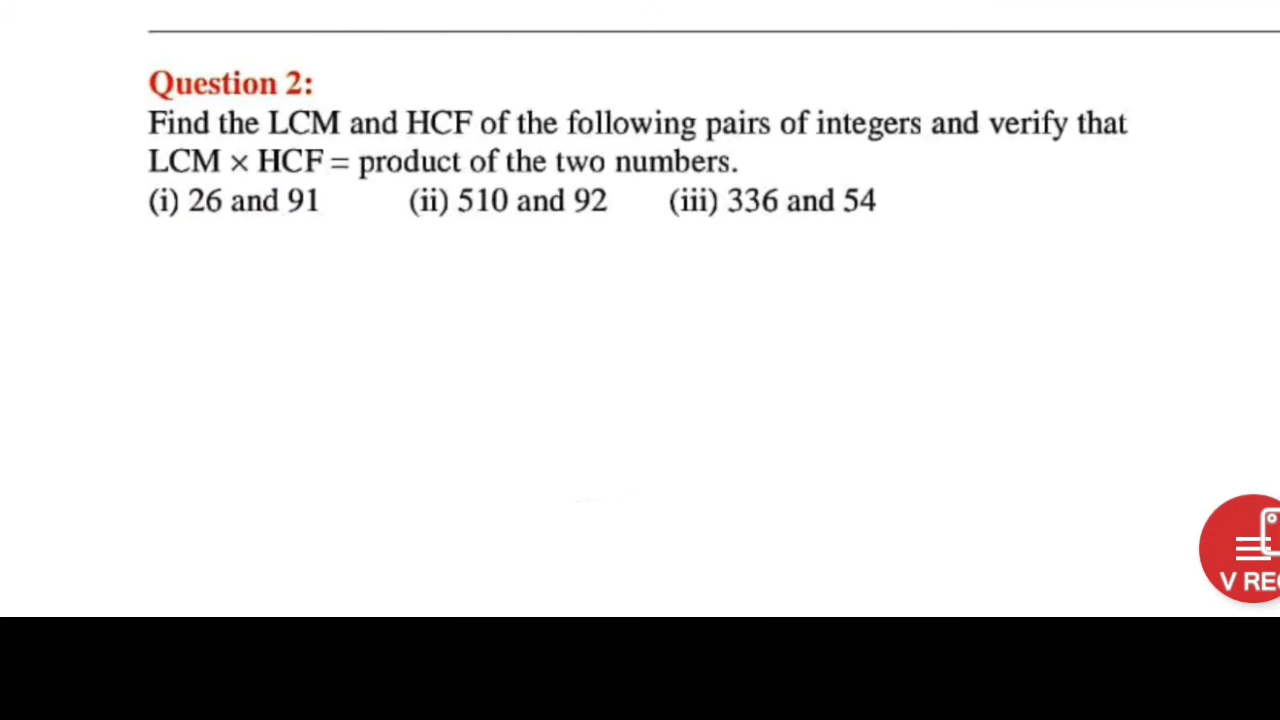 Question 2:
Find the LCM and HCF of the following pairs of integers and verify that
LCM × HCF = product of the two numbers.
(i) 26 and 91 (ii) 510 and 92 (iii) 336 and 54
V REC